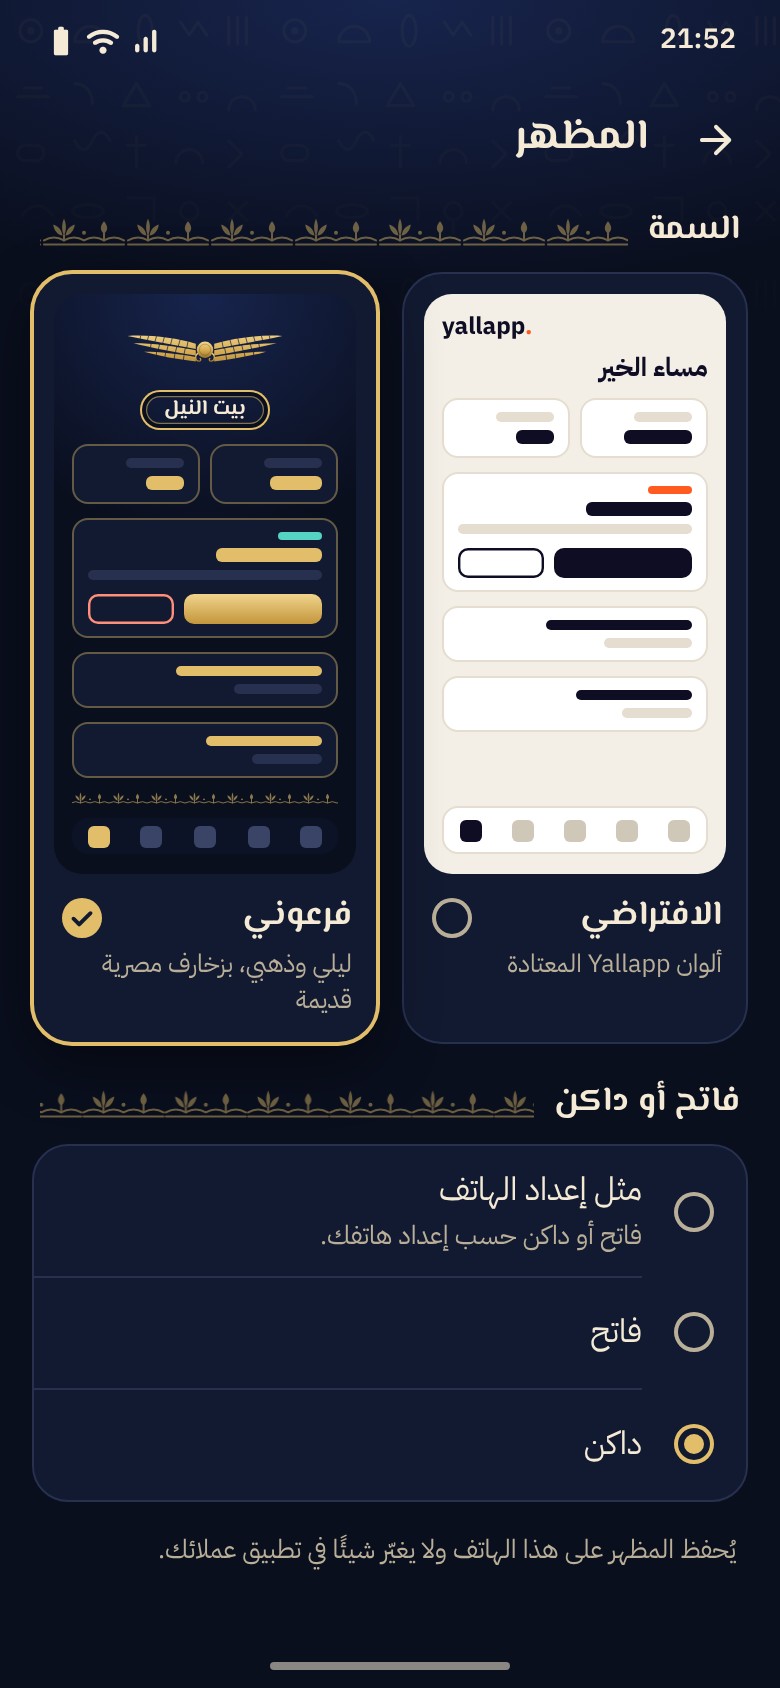 21:52
المظهر
السمة
yallapp.
مساء الخير
بيت النيل
الافتراضي
ألوان Yallapp المعتادة
فرعوني
ليلي وذهبي، بزخارف مصرية
قديمة
فاتح أو داكن
مثل إعداد الهاتف
فاتح أو داكن حسب إعداد هاتفك.
فاتح
داكن
يُحفظ المظهر على هذا الهاتف ولا يغيّر شيئًا في تطبيق عملائك.